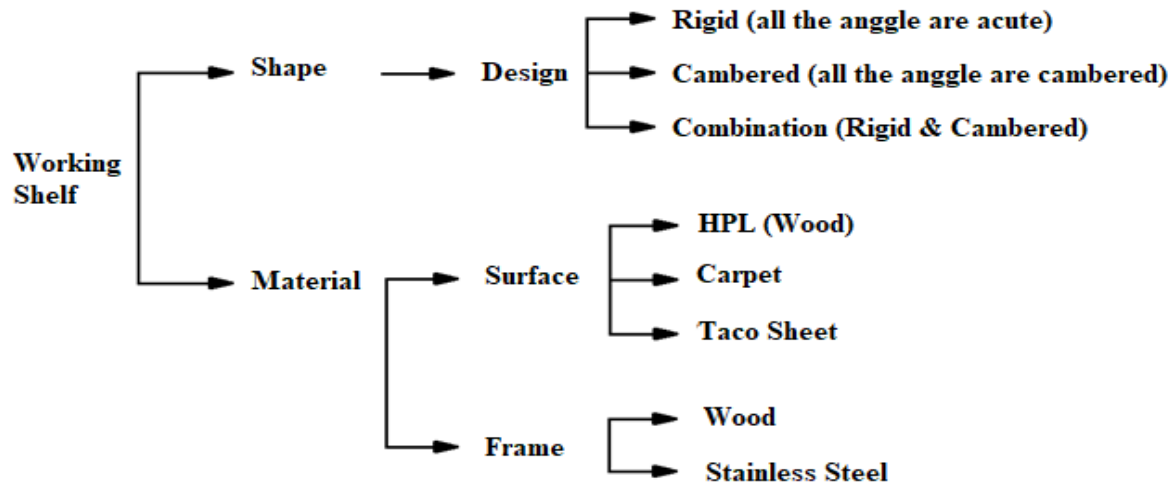 Rigid (all the anggle are acute)
Shape
Design
Cambered (all the anggle are cambered)
Combination (Rigid & Cambered)
Working
Shelf
HPL (Wood)
Material
Surface
Carpet
Taco Sheet
Wood
Frame
Stainless Steel